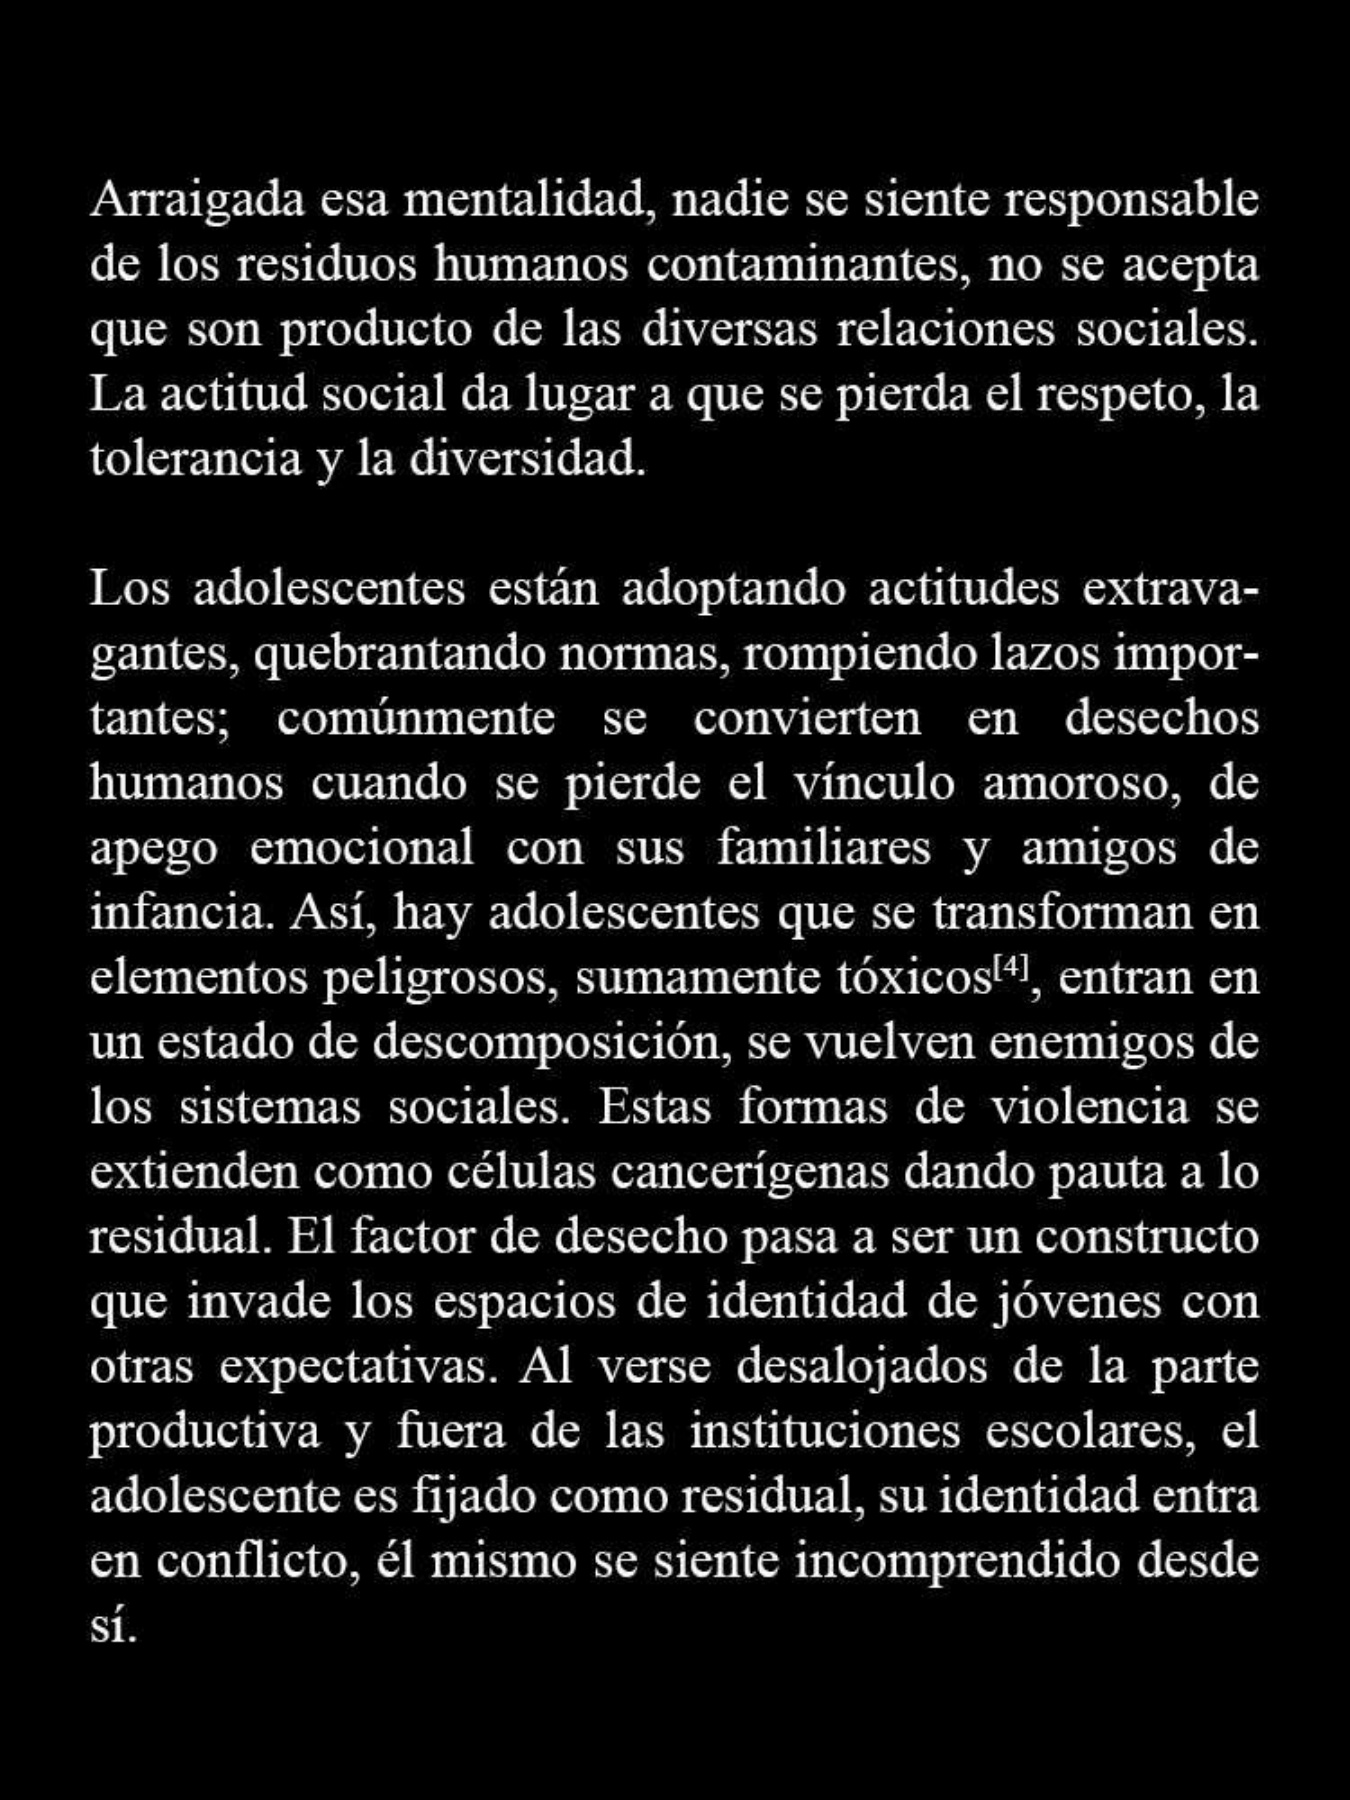 Arraigada esa mentalidad, nadie se siente responsable
de los residuos humanos contaminantes, no se acepta
que son producto de las diversas relaciones sociales.
La actitud social da lugar a que se pierda el respeto, la
tolerancia y la diversidad.
Los adolescentes están adoptando actitudes extrava-
gantes, quebrantando normas, rompiendo lazos impor-
tantes; comúnmente se convierten en desechos
humanos cuando se pierde el vínculo amoroso, de
apego emocional con sus familiares y amigos de
infancia. Así, hay adolescentes que se transforman en
elementos peligrosos, sumamente tóxicos[4], entran en
un estado de descomposición, se vuelven enemigos de
los sistemas sociales. Estas formas de violencia se
extienden como células cancerígenas dando pauta a lo
residual. El factor de desecho pasa a ser un constructo
que invade los espacios de identidad de jóvenes con
otras expectativas. Al verse desalojados de la parte
productiva y fuera de las instituciones escolares, el
adolescente es fijado como residual, su identidad entra
en conflicto, él mismo se siente incomprendido desde
sí.